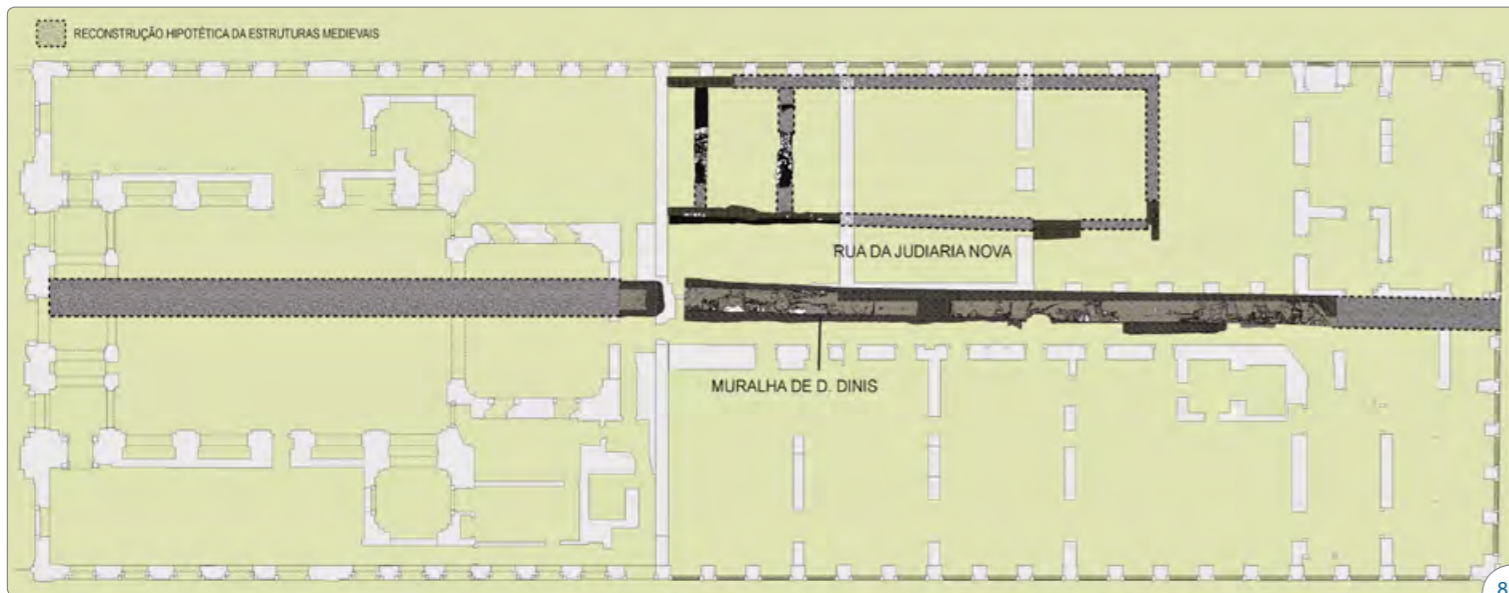 RECONSTRUÇÃO HIPOTÉTICA DA ESTRUTURAS MEDIEVAIS
RUA DA JUDIARIA NOVA
MURALHA DE D. DINIS
8